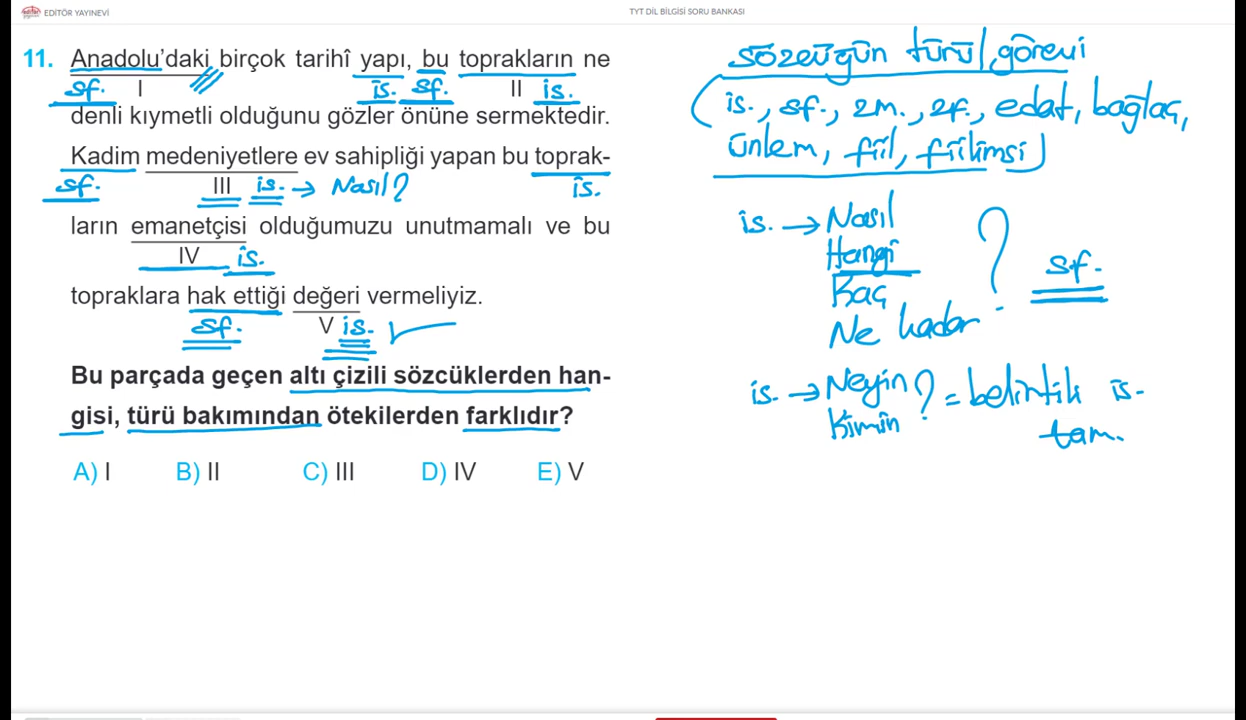 EDİTÖR YAYINEVİ
TYT DİL BİLGİSİ SORU BANKASI
11. Anadolu'daki birçok tarihî yapı, bu toprakların ne
sf. I is. sf. II is.
denli kıymetli olduğunu gözler önüne sermektedir.
Kadim medeniyetlere ev sahipliği yapan bu toprak-
sf. III is. → Nasıl? is.
ların emanetçisi olduğumuzu unutmamalı ve bu
IV is.
topraklara hak ettiği değeri vermeliyiz.
sf. V is.
Bu parçada geçen altı çizili sözcüklerden han-
gisi, türü bakımından ötekilerden farklıdır?
A) I B) II C) III D) IV E) V
sözcüğün türü/görevi
(is., sf., zm., zf., edat, bağlaç,
ünlem, fiil, fiilimsi)
is. → Nasıl
Hangi
Kaç
Ne kadar
? sf.
is. → Neyin
Kimin
? = belirtili is.
tam.